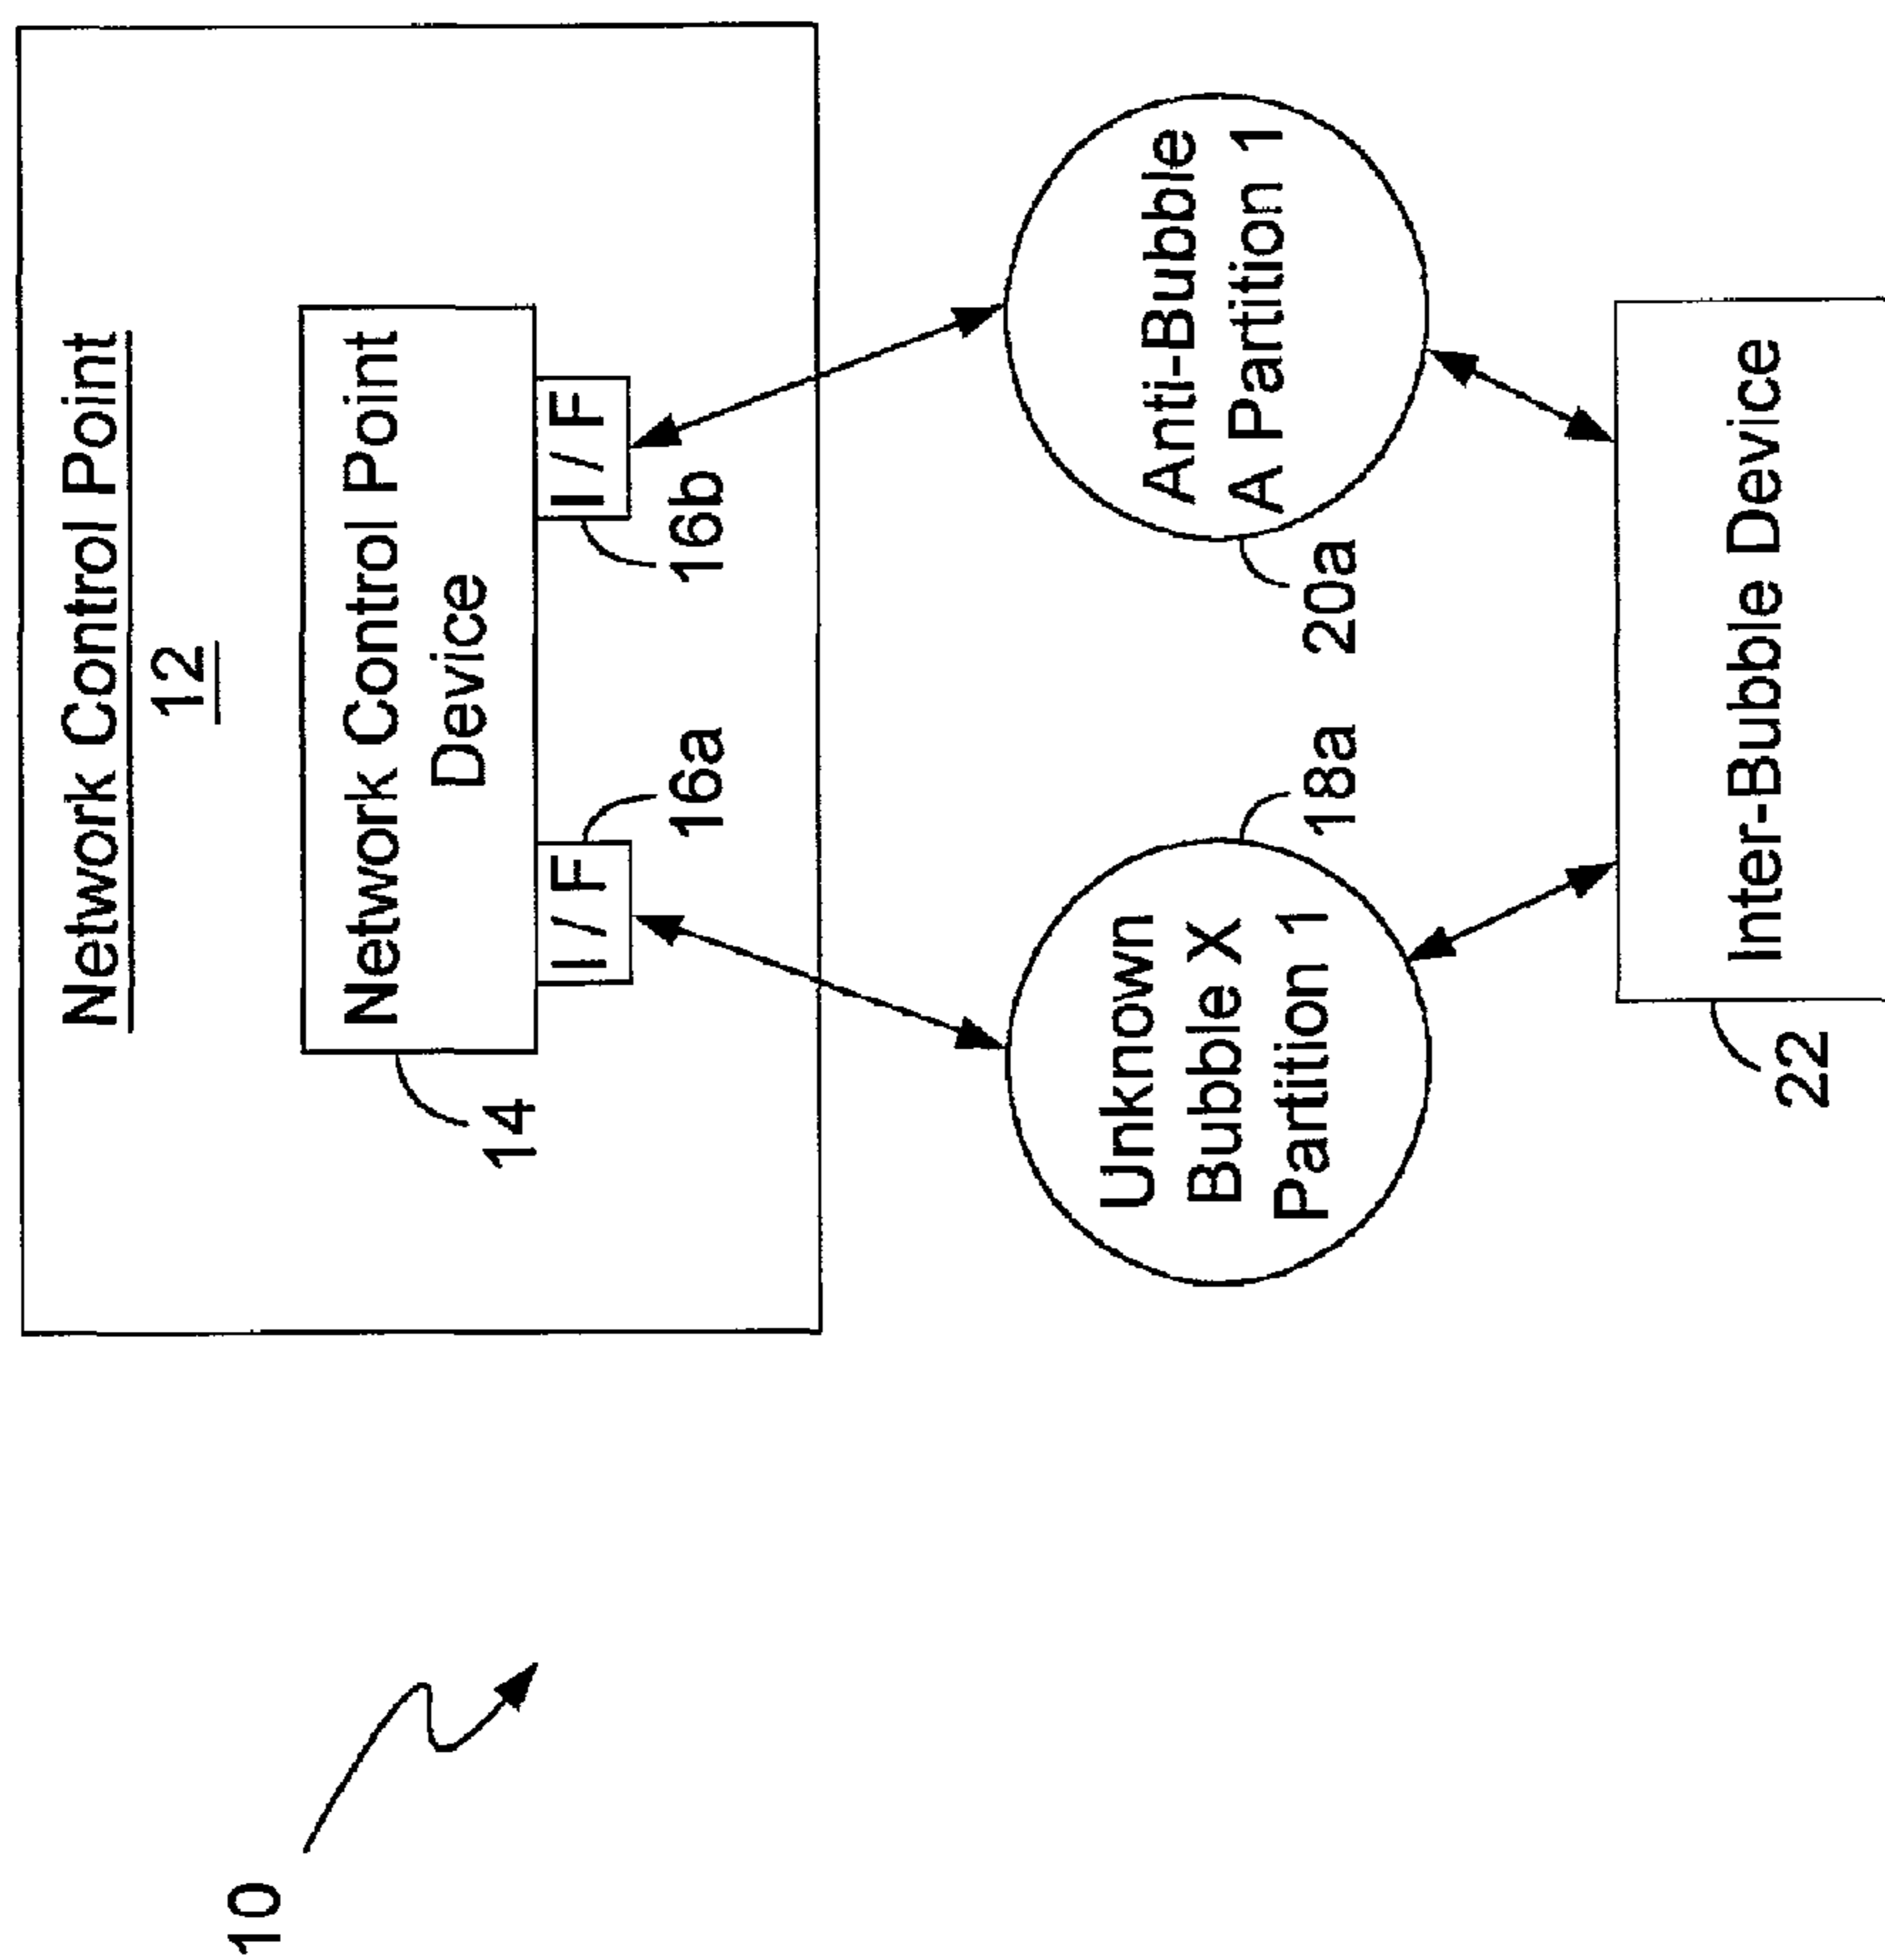 10
Network Control Point
12
Network Control Point
Device
14
I / F
16a
I / F
16b
Unknown
Bubble X
Partition 1
18a
Anti-Bubble
A Partition 1
20a
Inter-Bubble Device
22